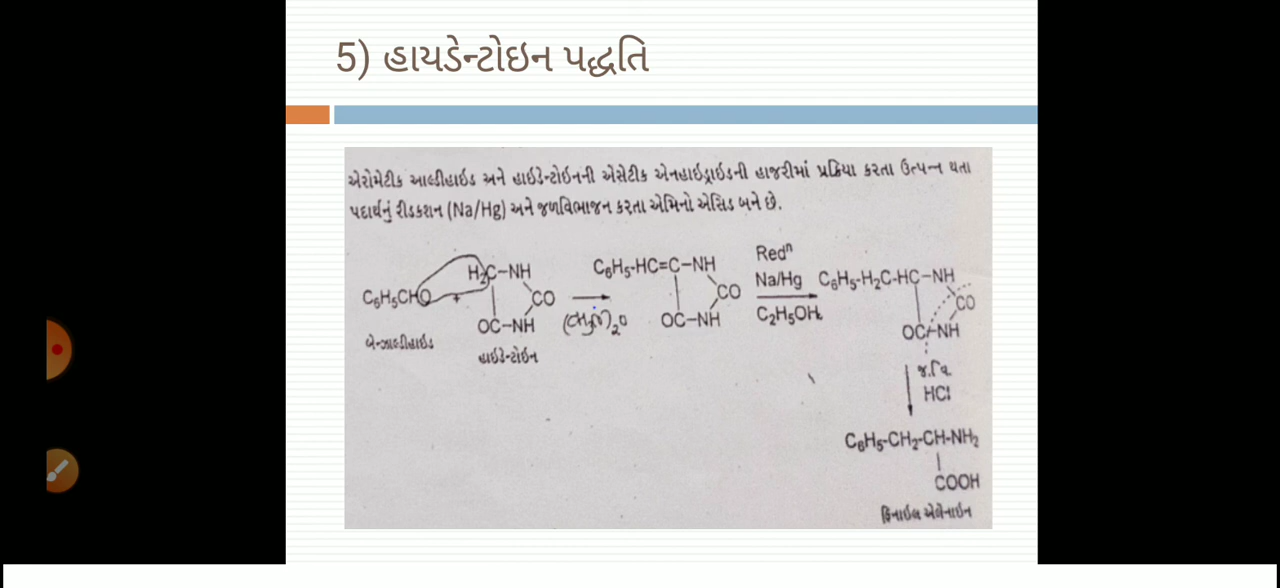 5) હાયડેન્ટોઇન પદ્ધતિ
એરોમેટીક આલ્ડીહાઇડ અને હાઇડેન્ટોઇનની એસેટીક એનહાઇડ્રાઇડની હાજરીમાં પ્રક્રિયા કરતા ઉત્પન્ન થતા
પદાર્થનું રીડકશન (Na/Hg) અને જળવિભાજન કરતા એમિનો એસિડ બને છે.
C₆H₅CHO + H₂C-NH CO OC-NH
C₆H₅-HC=C-NH CO OC-NH
Redⁿ
Na/Hg
C₂H₅OH
C₆H₅-H₂C-HC-NH CO OC-NH
બેન્ઝાલ્ડીહાઇડ
હાઇડેન્ટોઇન
જ.વિ
HCl
C₆H₅-CH₂-CH-NH₂
COOH
ફિનાઇલ એલેનાઇન